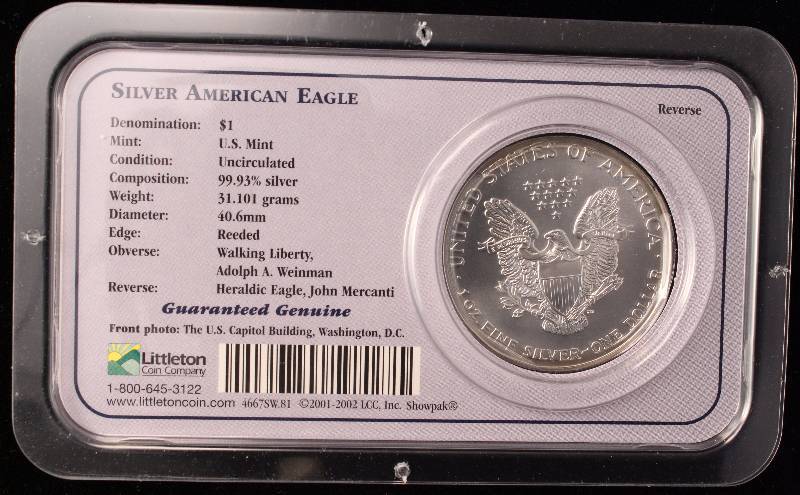 SILVER AMERICAN EAGLE
Reverse
Denomination: $1
Mint: U.S. Mint
Condition: Uncirculated
Composition: 99.93% silver
Weight: 31.101 grams
Diameter: 40.6mm
Edge: Reeded
Obverse: Walking Liberty,
Adolph A. Weinman
Reverse: Heraldic Eagle, John Mercanti
Guaranteed Genuine
Front photo: The U.S. Capitol Building, Washington, D.C.
Littleton
Coin Company
1-800-645-3122
www.littletoncoin.com 4667SW.81 ©2001-2002 LCC, Inc. Showpak®
UNITED STATES OF AMERICA
1 OZ. FINE SILVER~ONE DOLLAR